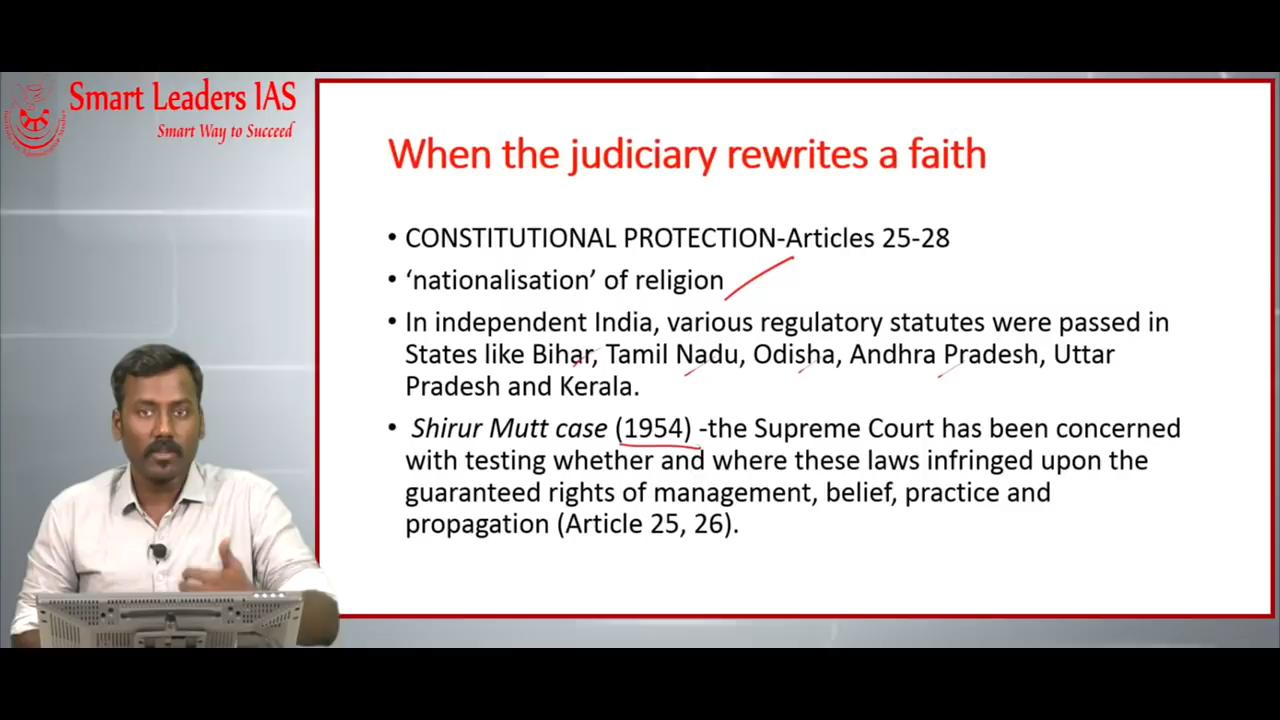 Smart Leaders IAS
Smart Way to Succeed
When the judiciary rewrites a faith
• CONSTITUTIONAL PROTECTION-Articles 25-28
• ‘nationalisation’ of religion
• In independent India, various regulatory statutes were passed in
States like Bihar, Tamil Nadu, Odisha, Andhra Pradesh, Uttar
Pradesh and Kerala.
• Shirur Mutt case (1954) -the Supreme Court has been concerned
with testing whether and where these laws infringed upon the
guaranteed rights of management, belief, practice and
propagation (Article 25, 26).